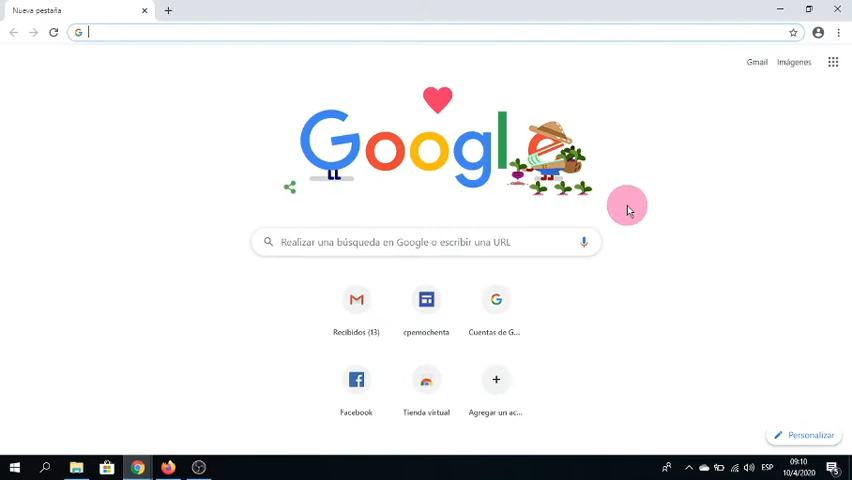 Nueva pestaña
Gmail Imágenes
Google
Realizar una búsqueda en Google o escribir una URL
Recibidos (13) cpemochenta Cuentas de G...
Facebook Tienda virtual Agregar un ac...
Personalizar
ESP
09:10
10/4/2020
5